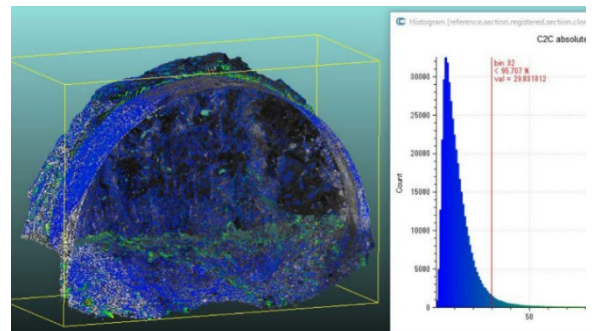 Histogram [reference.section.registered.section.clo
C2C absolute
bin 32
< 95.707 %
val = 29.831812
30000
25000
20000
15000
10000
5000
0
Count
50